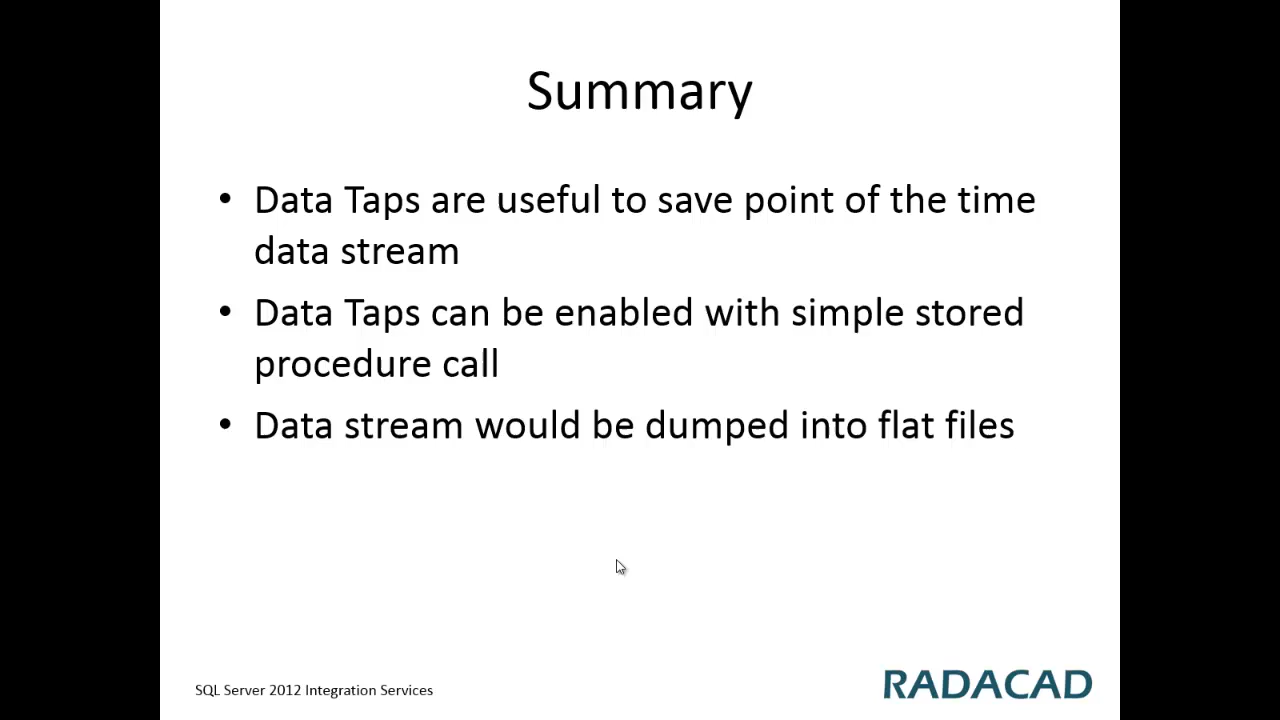 Summary
• Data Taps are useful to save point of the time
data stream
• Data Taps can be enabled with simple stored
procedure call
• Data stream would be dumped into flat files
SQL Server 2012 Integration Services
RADACAD